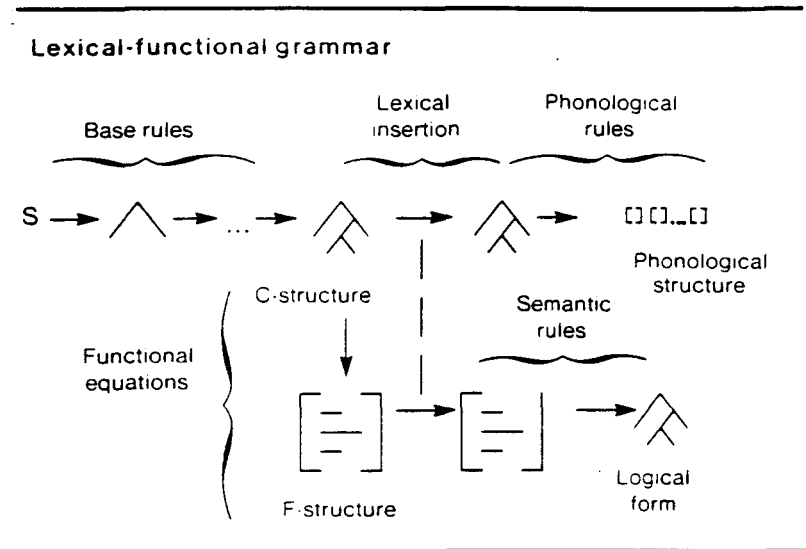 Lexical-functional grammar
Base rules
Lexical
insertion
Phonological
rules
S
...
[] []...[]
Phonological
structure
C-structure
Semantic
rules
Functional
equations
F-structure
Logical
form